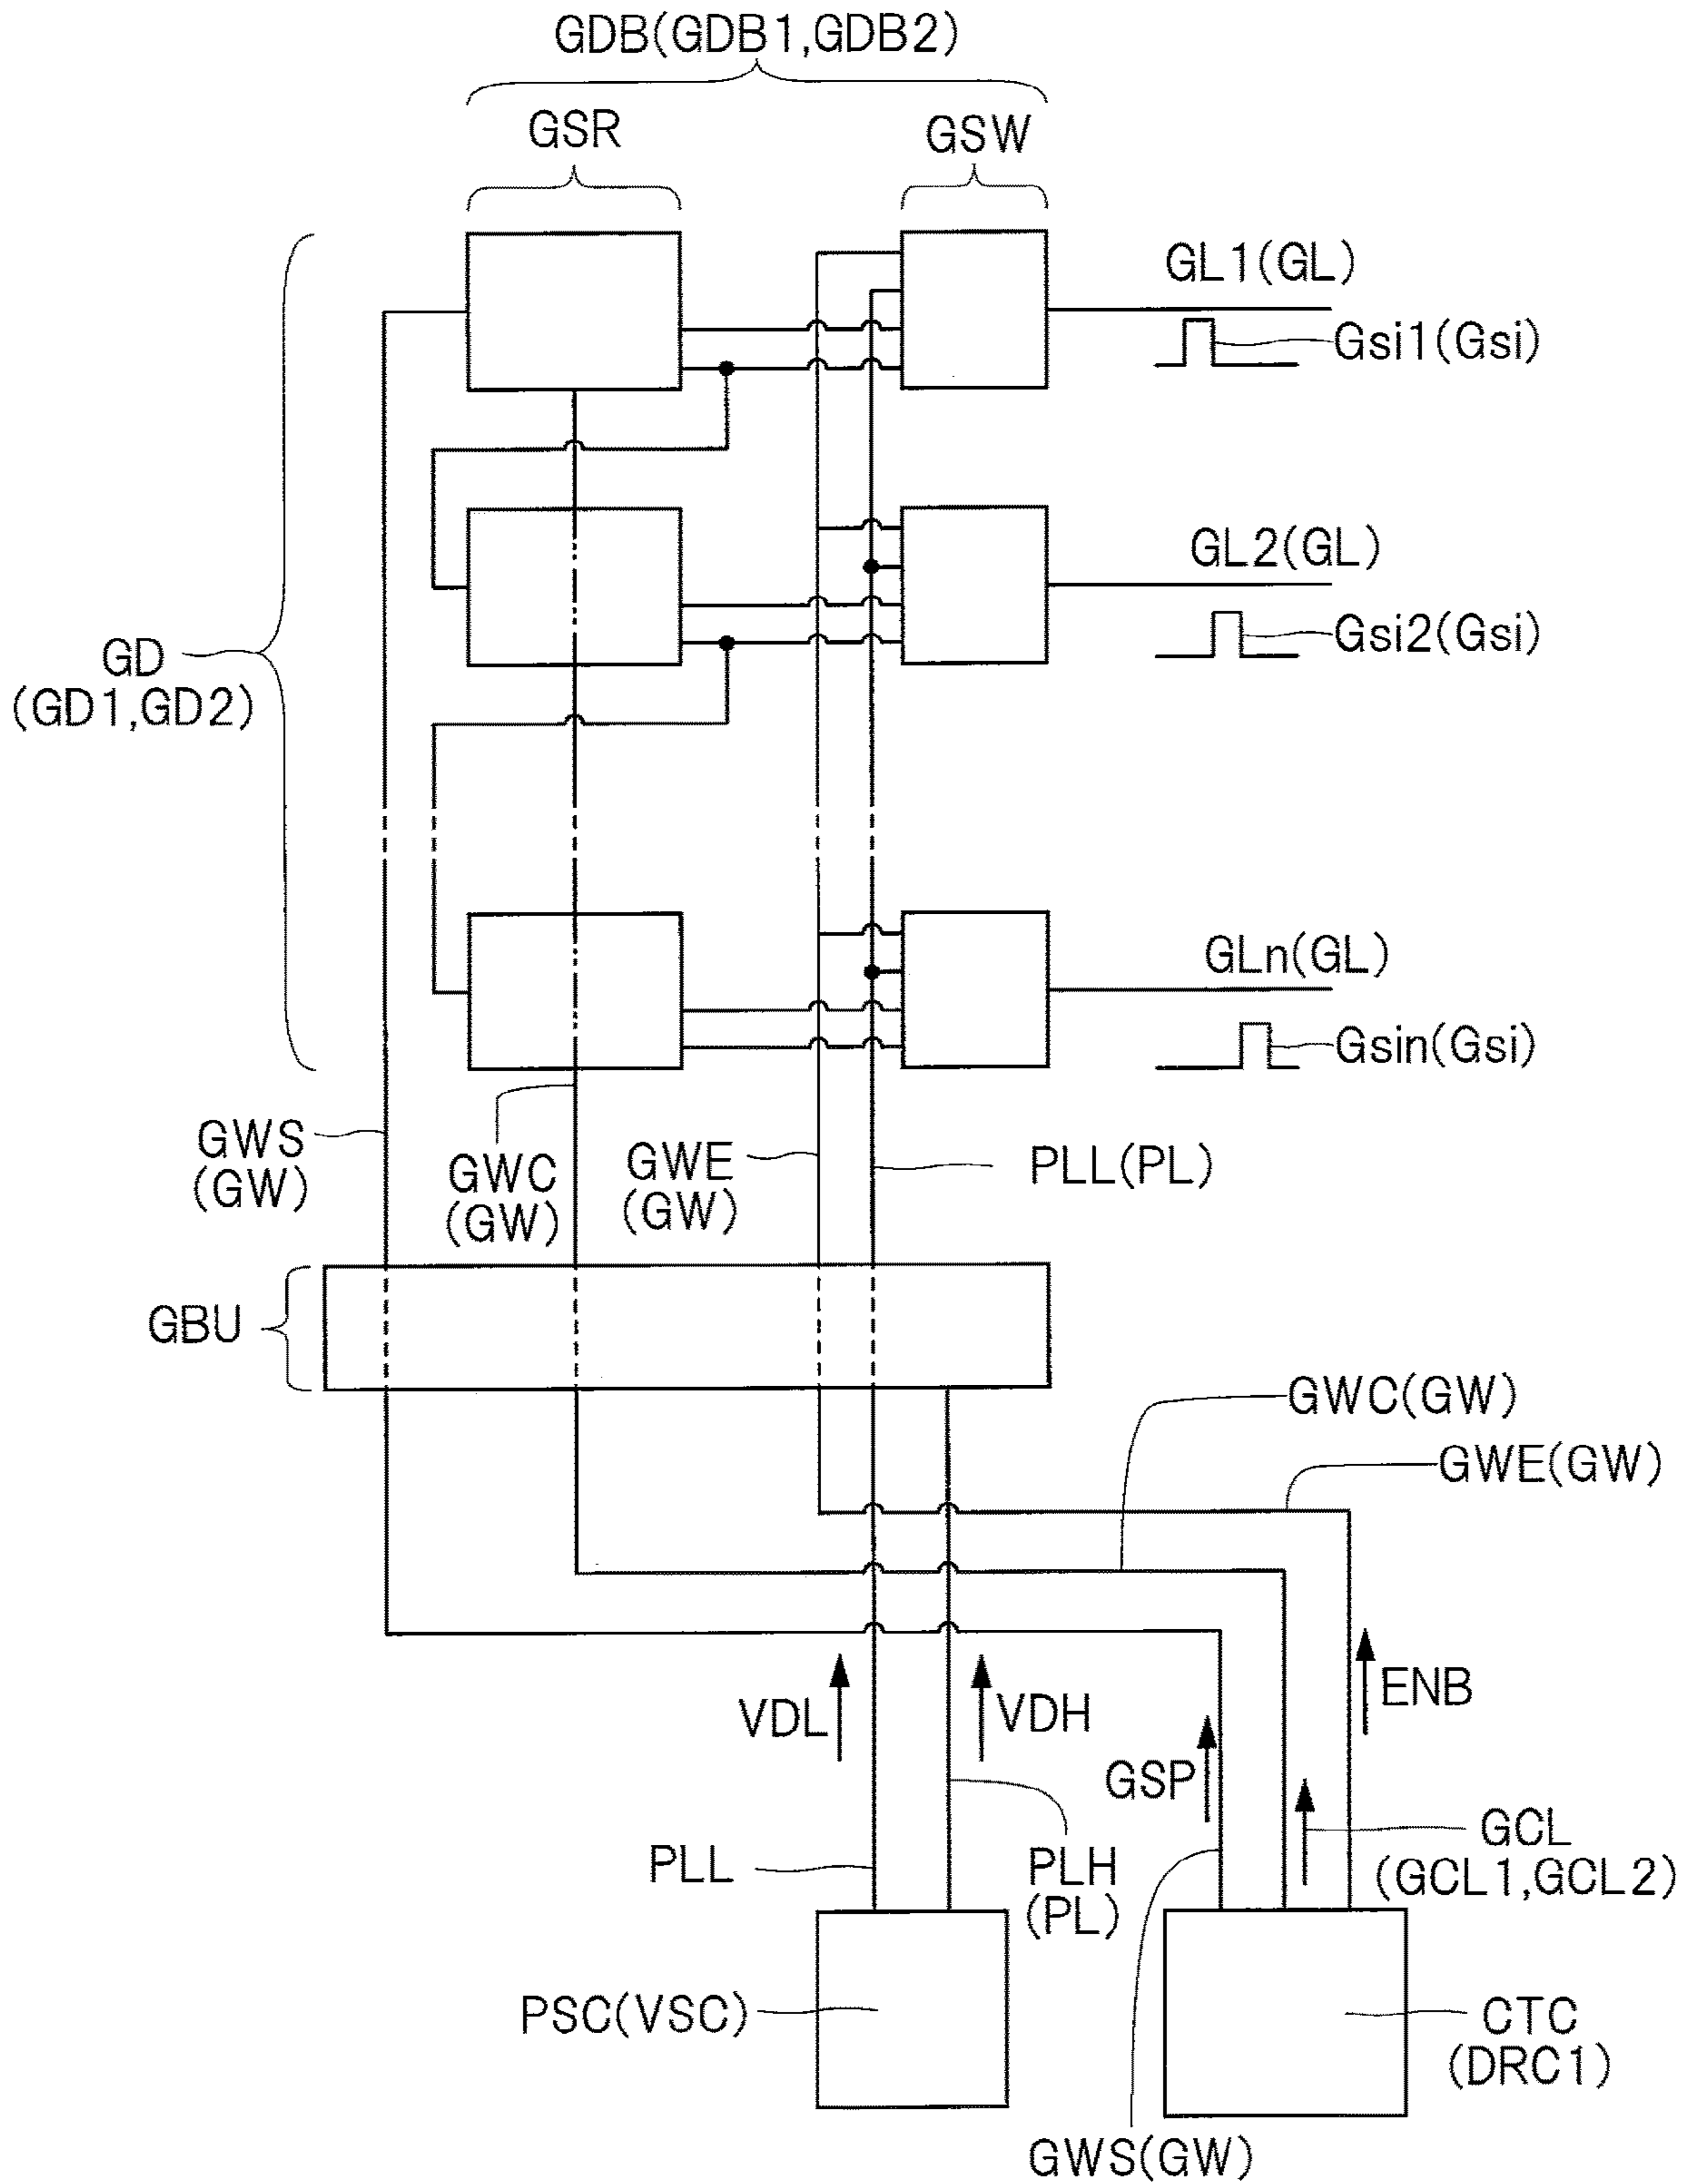 GDB(GDB1,GDB2)
GSR
GSW
GL1(GL)
Gsi1(Gsi)
GL2(GL)
Gsi2(Gsi)
GD
(GD1,GD2)
GLn(GL)
Gsin(Gsi)
GWS
(GW)
GWC
(GW)
GWE
(GW)
PLL(PL)
GBU
GWC(GW)
GWE(GW)
VDL
VDH
ENB
GSP
GCL
(GCL1,GCL2)
PLL
PLH
(PL)
PSC(VSC)
CTC
(DRC1)
GWS(GW)